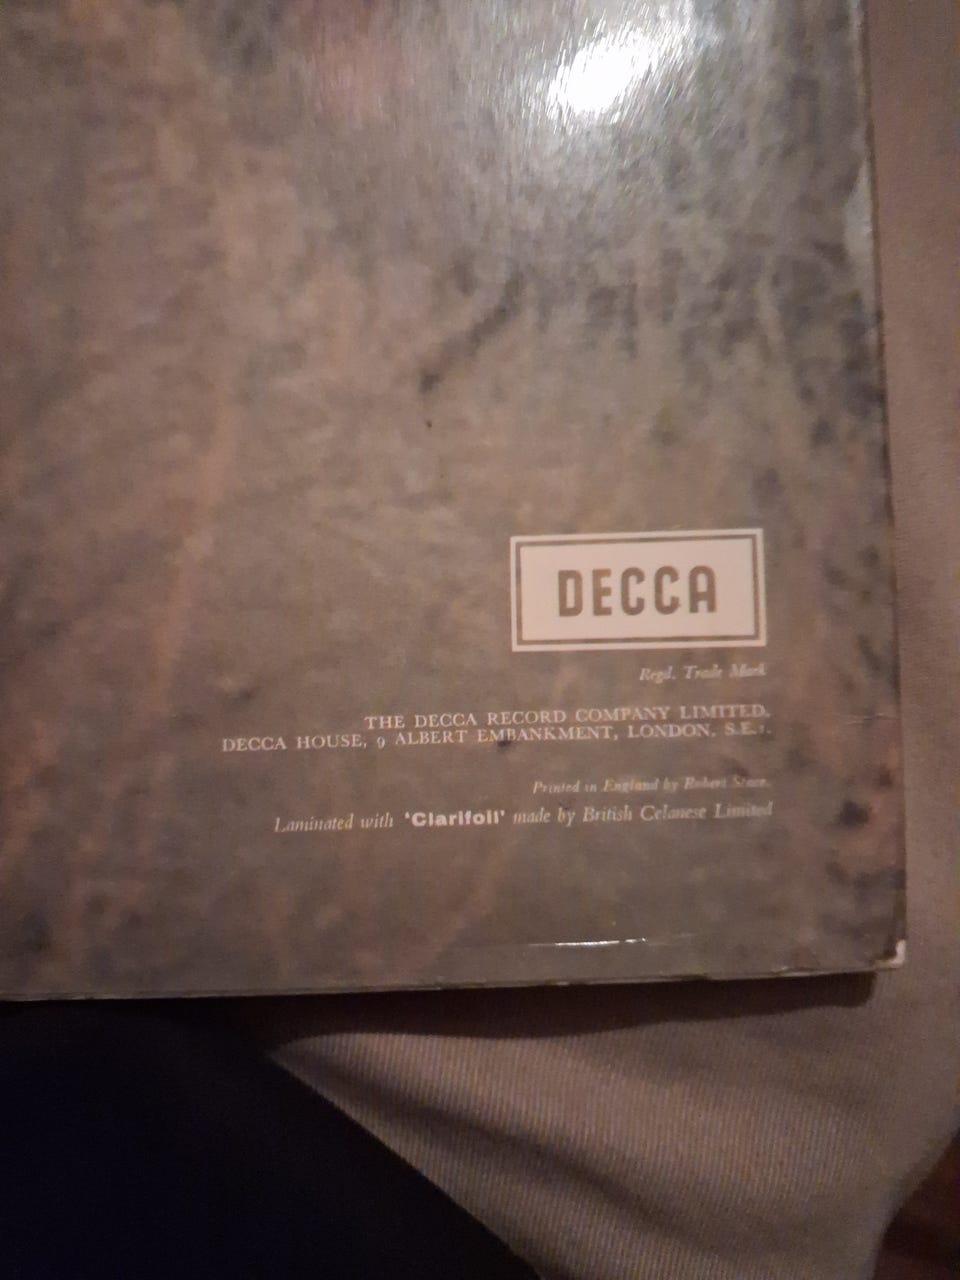 DECCA
Regd. Trade Mark
THE DECCA RECORD COMPANY LIMITED,
DECCA HOUSE, 9 ALBERT EMBANKMENT, LONDON, S.E.1.
Printed in England by Robert Stace.
Laminated with 'Clarifoil' made by British Celanese Limited